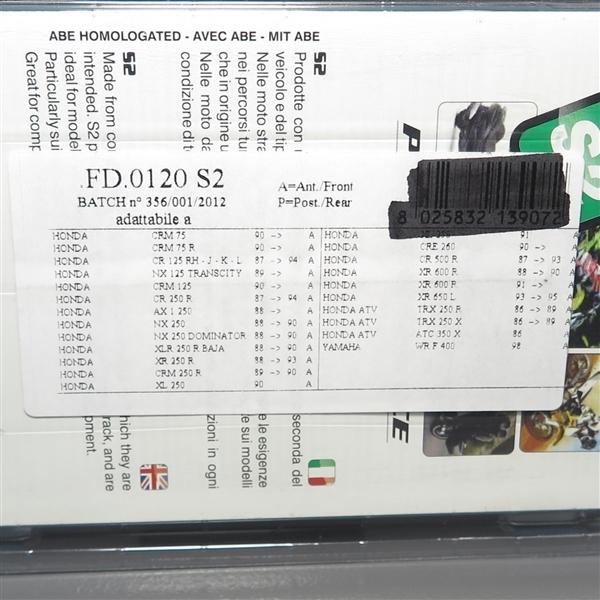 ABE HOMOLOGATED - AVEC ABE - MIT ABE
S2
Made from
intended. S2 p
ideal for model
Particularly sui
Great for comp
S2
Prodotte con
veicolo e del tip
che in origine
nei percorsi tu
Nelle moto stra
Nelle moto da
condizione di
.FD.0120 S2
BATCH n° 356/001/2012
adattabile a
A=Ant./Front
P=Post./Rear
8 025832 139072
HONDA CRM 75 90 -> A
HONDA CRM 75 R 90 -> A
HONDA CR 125 RH - J - K - L 87 -> 94 A
HONDA NX 125 TRANSCITY 89 -> A
HONDA CRM 125 90 -> A
HONDA CR 250 R 87 -> 94 A
HONDA AX 1 250 88 -> A
HONDA NX 250 88 -> 90 A
HONDA NX 250 DOMINATOR 88 -> 90 A
HONDA XLR 250 R BAJA 88 -> 90 A
HONDA XR 250 R 88 -> 93 A
HONDA CRM 250 R 89 -> 90 A
HONDA XL 250 90 A
HONDA 91 A
HONDA CRE 260 90 -> A
HONDA CR 500 R 87 -> 93 A
HONDA XR 600 R 88 -> 90 A
HONDA XR 600 R 91 -> A
HONDA XR 650 L 93 -> 95 A
HONDA ATV TRX 250 R 86 -> 89 A
HONDA ATV TRX 250 X 86 -> 89 A
HONDA ATV ATC 350 X 86 A
YAMAHA WR F 400 98 A
hich they are
track, and are
pment.
seconda del
le esigenze
te sui modelli
zioni in ogni
S2